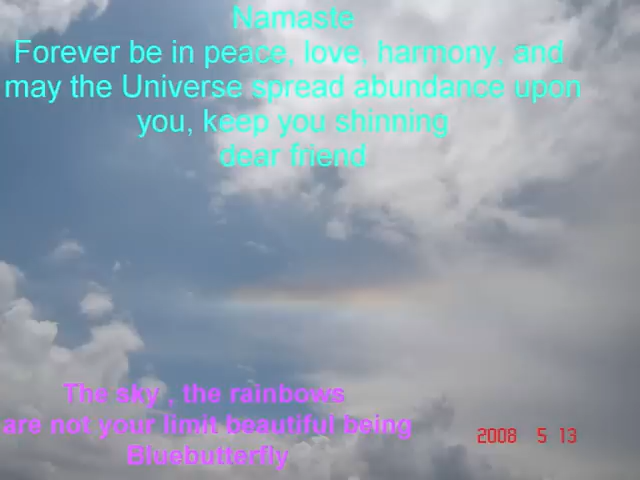 Namaste
Forever be in peace, love, harmony, and
may the Universe spread abundance upon
you, keep you shinning
dear friend
The sky , the rainbows
are not your limit beautiful being
Bluebutterfly
2008 5 13